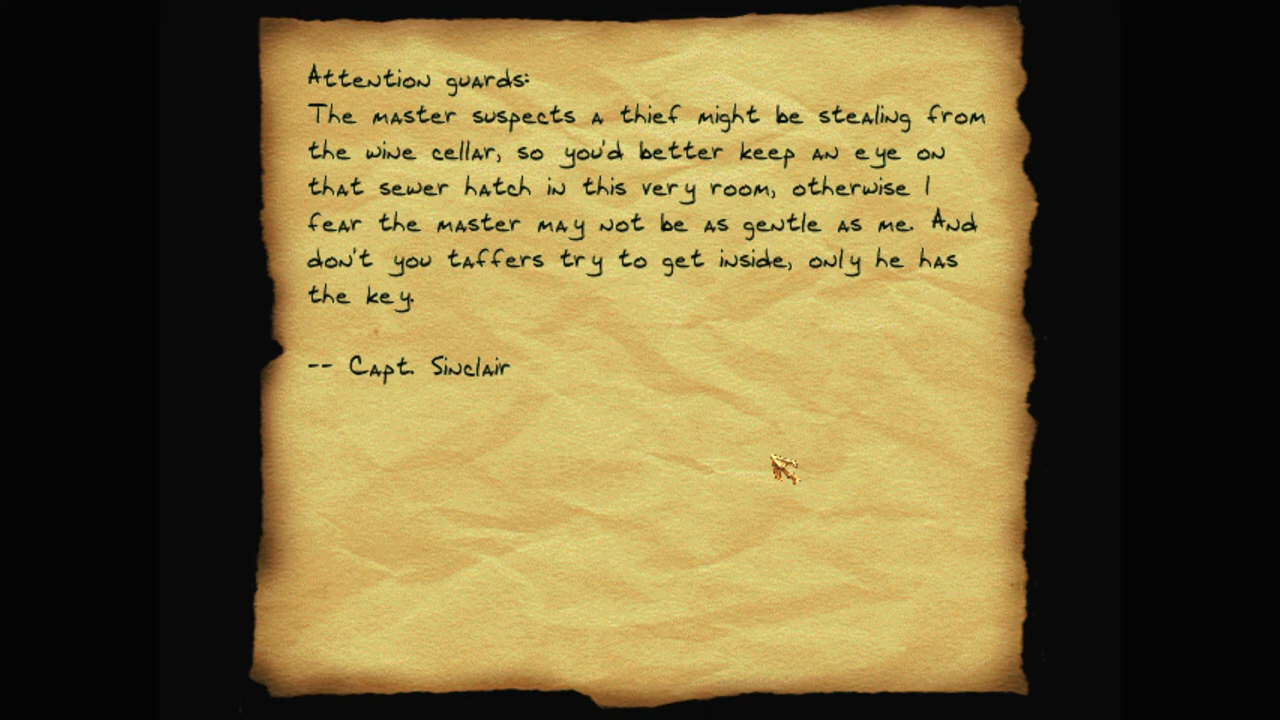 Attention guards:
The master suspects a thief might be stealing from
the wine cellar, so you'd better keep an eye on
that sewer hatch in this very room, otherwise I
fear the master may not be as gentle as me. And
don't you taffers try to get inside, only he has
the key.
-- Capt. Sinclair